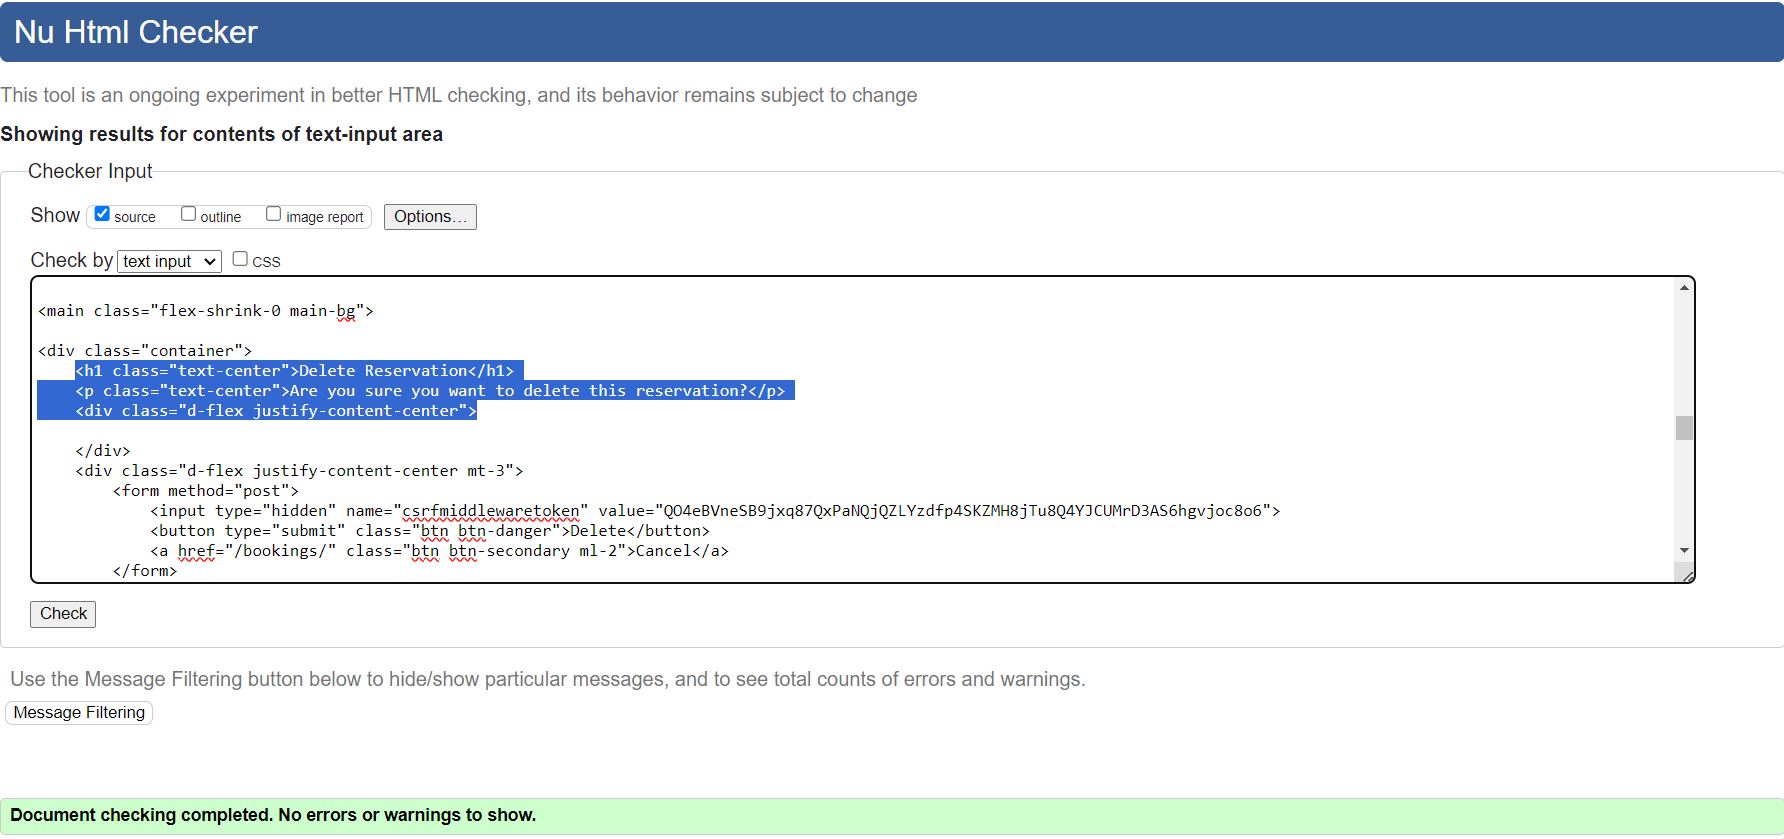 Nu Html Checker
This tool is an ongoing experiment in better HTML checking, and its behavior remains subject to change
Showing results for contents of text-input area
Checker Input
Show source outline image report Options...
Check by text input CSS
<main class="flex-shrink-0 main-bg">
<div class="container">
<h1 class="text-center">Delete Reservation</h1>
<p class="text-center">Are you sure you want to delete this reservation?</p>
<div class="d-flex justify-content-center">
</div>
<div class="d-flex justify-content-center mt-3">
<form method="post">
<input type="hidden" name="csrfmiddlewaretoken" value="QO4eBVneSB9jxq87QxPaNQjQZLYzdfp4SKZMH8jTu8Q4YJCUMrD3AS6hgvjoc8o6">
<button type="submit" class="btn btn-danger">Delete</button>
<a href="/bookings/" class="btn btn-secondary ml-2">Cancel</a>
</form>
Check
Use the Message Filtering button below to hide/show particular messages, and to see total counts of errors and warnings.
Message Filtering
Document checking completed. No errors or warnings to show.